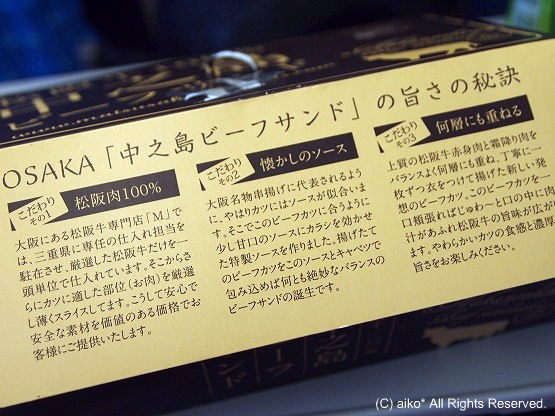 OSAKA「中之島ビーフサンド」の旨さの秘訣
こだわり
その1
松阪肉100%
大阪にある松阪牛専門店「M」で
は、三重県に専任の仕入れ担当を
駐在させ、厳選した松阪牛だけを一
頭単位で仕入れています。そこからさ
らにカツに適した部位（お肉）を厳選
し薄くスライスしてます。こうして安心で
安全な素材を価値のある価格でお
客様にご提供いたします。
こだわり
その2
懐かしのソース
大阪名物串揚げに代表されるよう
に、やはりカツにはソースが似合いま
す。そこでこのビーフカツに合うように
少し甘口のソースにカラシを効かせ
た特製ソースを作りました。揚げたて
のビーフカツをこのソースとキャベツで
包み込めば何とも絶妙なバランスの
ビーフサンドの誕生です。
こだわり
その3
何層にも重ねる
上質の松阪牛赤身肉と霜降り肉を
バランスよく何層にも重ね、丁寧に一
枚ずつ衣をつけて揚げた新しい発
想のビーフカツ。このビーフカツを一
口頬張ればじゅわ〜と口の中に肉
汁があふれ松阪牛の旨味が広が
ます。やわらかいカツの食感と濃厚
旨さをお楽しみください。
中之島
ビーフ
サンド
(C) aiko* All Rights Reserved.